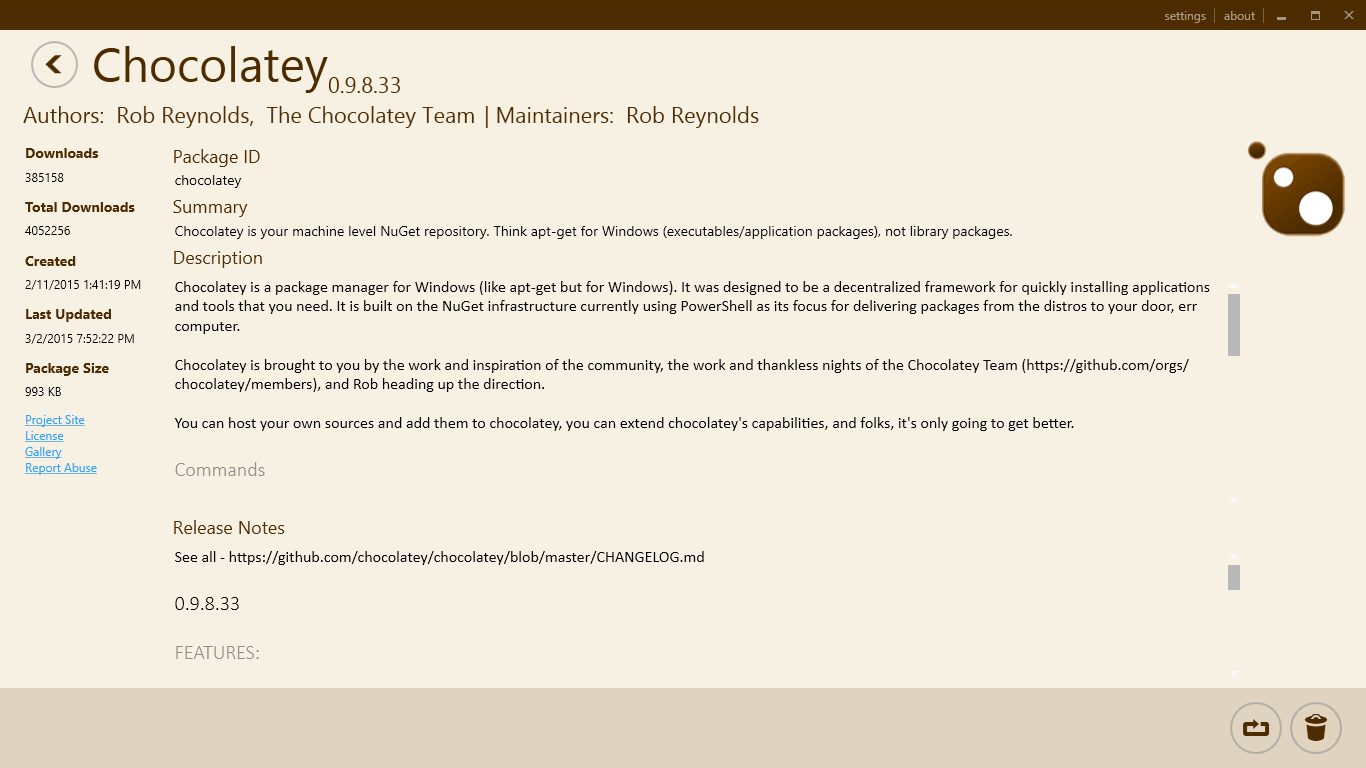 settings
about
Chocolatey 0.9.8.33
Authors: Rob Reynolds, The Chocolatey Team | Maintainers: Rob Reynolds
Downloads
385158
Total Downloads
4052256
Created
2/11/2015 1:41:19 PM
Last Updated
3/2/2015 7:52:22 PM
Package Size
993 KB
Project Site
License
Gallery
Report Abuse
Package ID
chocolatey
Summary
Chocolatey is your machine level NuGet repository. Think apt-get for Windows (executables/application packages), not library packages.
Description
Chocolatey is a package manager for Windows (like apt-get but for Windows). It was designed to be a decentralized framework for quickly installing applications
and tools that you need. It is built on the NuGet infrastructure currently using PowerShell as its focus for delivering packages from the distros to your door, err
computer.
Chocolatey is brought to you by the work and inspiration of the community, the work and thankless nights of the Chocolatey Team (https://github.com/orgs/
chocolatey/members), and Rob heading up the direction.
You can host your own sources and add them to chocolatey, you can extend chocolatey's capabilities, and folks, it's only going to get better.
Commands
Release Notes
See all - https://github.com/chocolatey/chocolatey/blob/master/CHANGELOG.md
0.9.8.33
FEATURES: